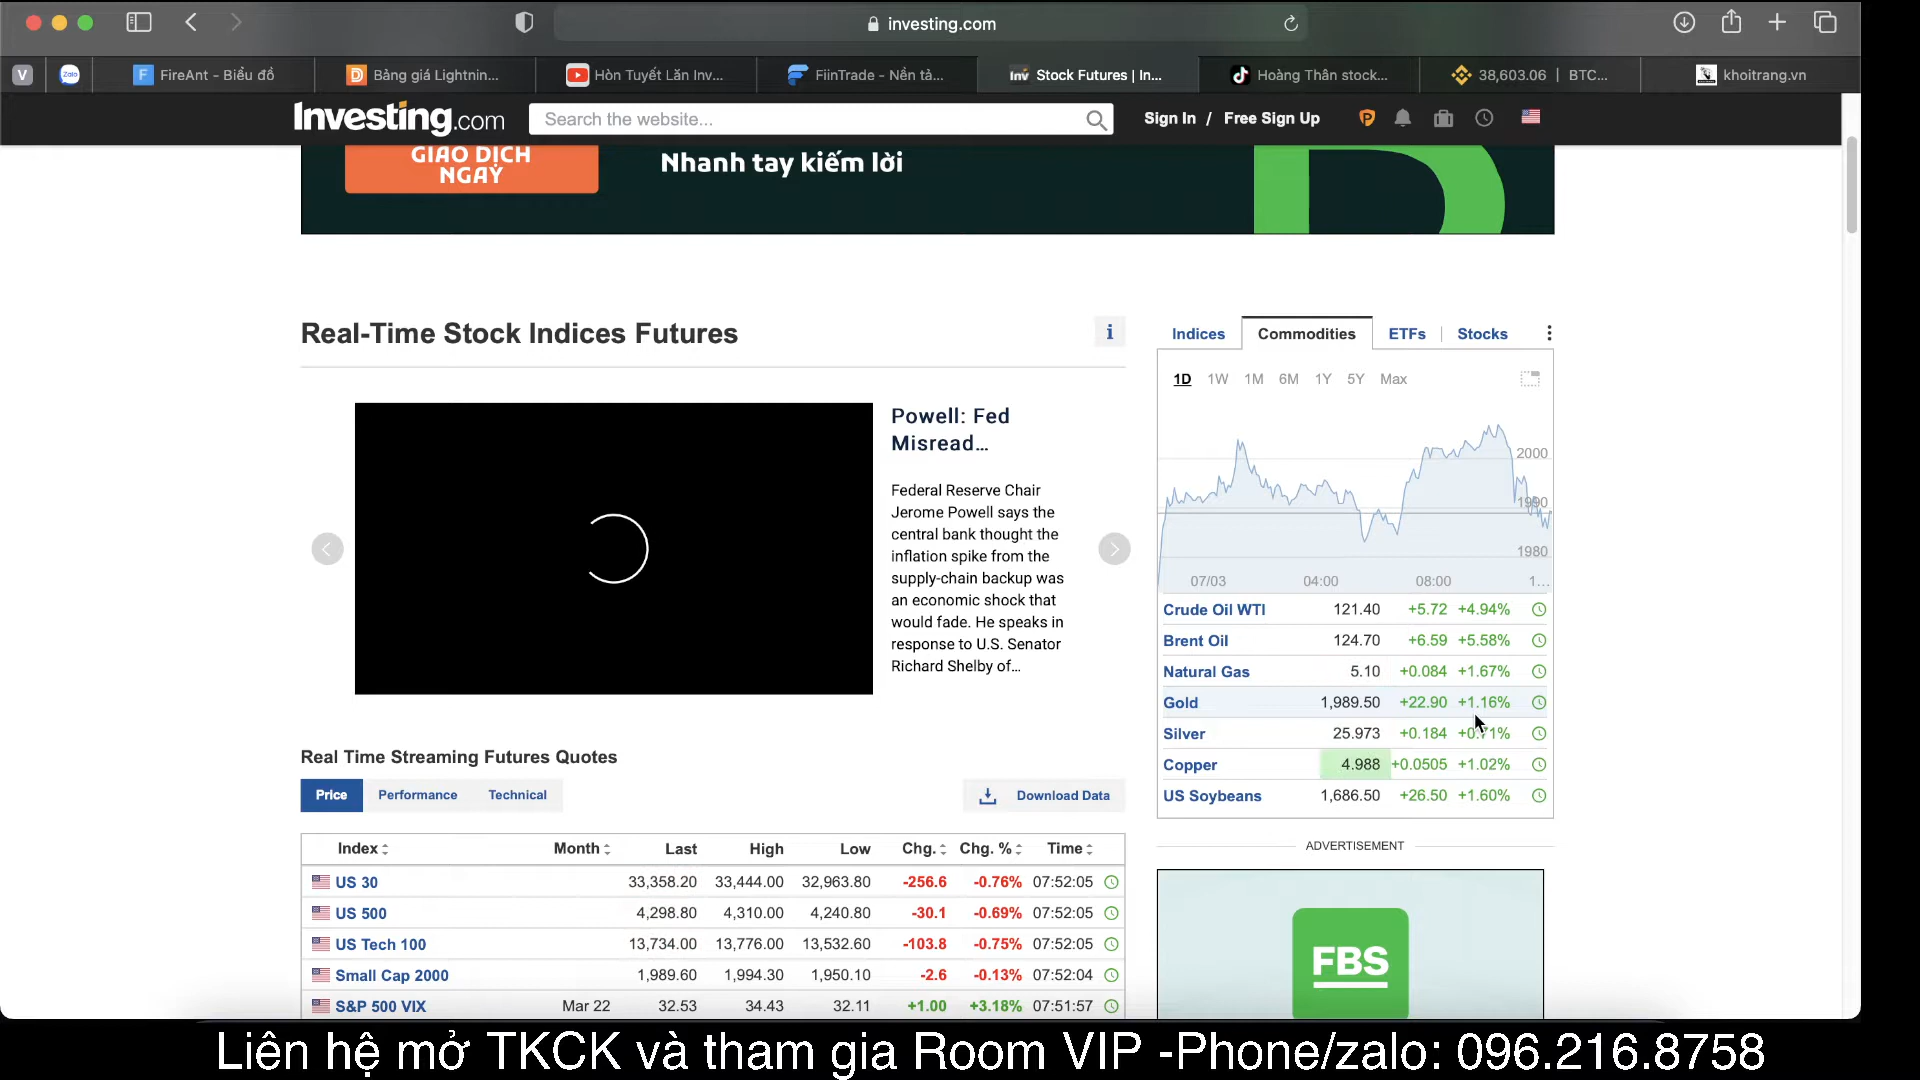 investing.com
V
Zalo
FireAnt - Biểu đồ
Bảng giá Lightnin...
Hòn Tuyết Lăn Inv...
FiinTrade - Nền tả...
Inv Stock Futures | In...
Hoàng Thân stock...
38,603.06 | BTC...
khoitrang.vn
Investing.com
Search the website...
Sign In / Free Sign Up
GIAO DỊCH
NGAY
Nhanh tay kiếm lời
Real-Time Stock Indices Futures
i
Powell: Fed
Misread...
Federal Reserve Chair
Jerome Powell says the
central bank thought the
inflation spike from the
supply-chain backup was
an economic shock that
would fade. He speaks in
response to U.S. Senator
Richard Shelby of...
Indices Commodities ETFs Stocks
1D 1W 1M 6M 1Y 5Y Max
2000
1990
1980
07/03 04:00 08:00 1...
Crude Oil WTI 121.40 +5.72 +4.94%
Brent Oil 124.70 +6.59 +5.58%
Natural Gas 5.10 +0.084 +1.67%
Gold 1,989.50 +22.90 +1.16%
Silver 25.973 +0.184 +0.71%
Copper 4.988 +0.0505 +1.02%
US Soybeans 1,686.50 +26.50 +1.60%
Real Time Streaming Futures Quotes
Price Performance Technical
Download Data
Index Month Last High Low Chg. Chg. % Time
US 30 33,358.20 33,444.00 32,963.80 -256.6 -0.76% 07:52:05
US 500 4,298.80 4,310.00 4,240.80 -30.1 -0.69% 07:52:05
US Tech 100 13,734.00 13,776.00 13,532.60 -103.8 -0.75% 07:52:05
Small Cap 2000 1,989.60 1,994.30 1,950.10 -2.6 -0.13% 07:52:04
S&P 500 VIX Mar 22 32.53 34.43 32.11 +1.00 +3.18% 07:51:57
ADVERTISEMENT
FBS
Liên hệ mở TKCK và tham gia Room VIP -Phone/zalo: 096.216.8758